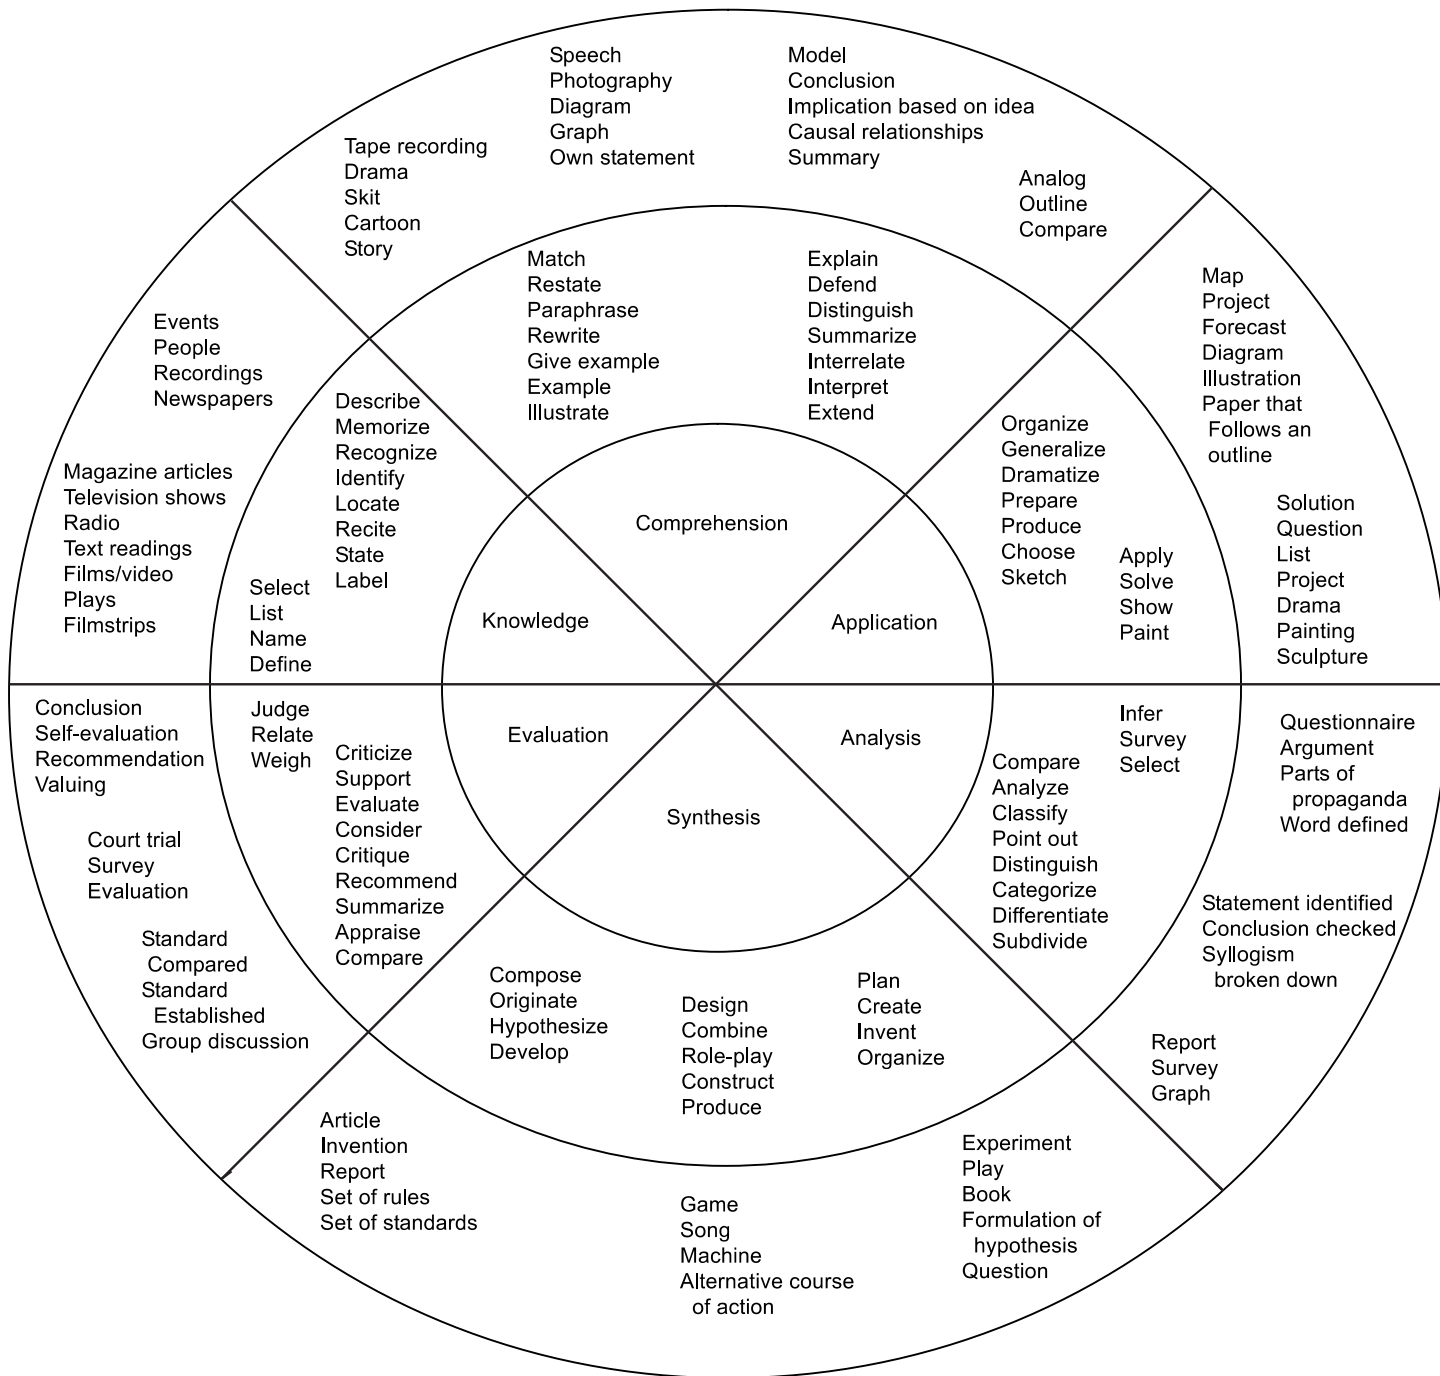 Speech
Photography
Diagram
Graph
Own statement
Model
Conclusion
Implication based on idea
Causal relationships
Summary
Tape recording
Drama
Skit
Cartoon
Story
Analog
Outline
Compare
Match
Restate
Paraphrase
Rewrite
Give example
Example
Illustrate
Explain
Defend
Distinguish
Summarize
Interrelate
Interpret
Extend
Comprehension
Events
People
Recordings
Newspapers
Magazine articles
Television shows
Radio
Text readings
Films/video
Plays
Filmstrips
Describe
Memorize
Recognize
Identify
Locate
Recite
State
Label
Select
List
Name
Define
Knowledge
Application
Organize
Generalize
Dramatize
Prepare
Produce
Choose
Sketch
Apply
Solve
Show
Paint
Map
Project
Forecast
Diagram
Illustration
Paper that
Follows an
outline
Solution
Question
List
Project
Drama
Painting
Sculpture
Conclusion
Self-evaluation
Recommendation
Valuing
Court trial
Survey
Evaluation
Standard
Compared
Standard
Established
Group discussion
Judge
Relate
Weigh
Criticize
Support
Evaluate
Consider
Critique
Recommend
Summarize
Appraise
Compare
Evaluation
Analysis
Infer
Survey
Select
Compare
Analyze
Classify
Point out
Distinguish
Categorize
Differentiate
Subdivide
Questionnaire
Argument
Parts of
propaganda
Word defined
Statement identified
Conclusion checked
Syllogism
broken down
Report
Survey
Graph
Synthesis
Compose
Originate
Hypothesize
Develop
Design
Combine
Role-play
Construct
Produce
Plan
Create
Invent
Organize
Article
Invention
Report
Set of rules
Set of standards
Game
Song
Machine
Alternative course
of action
Experiment
Play
Book
Formulation of
hypothesis
Question